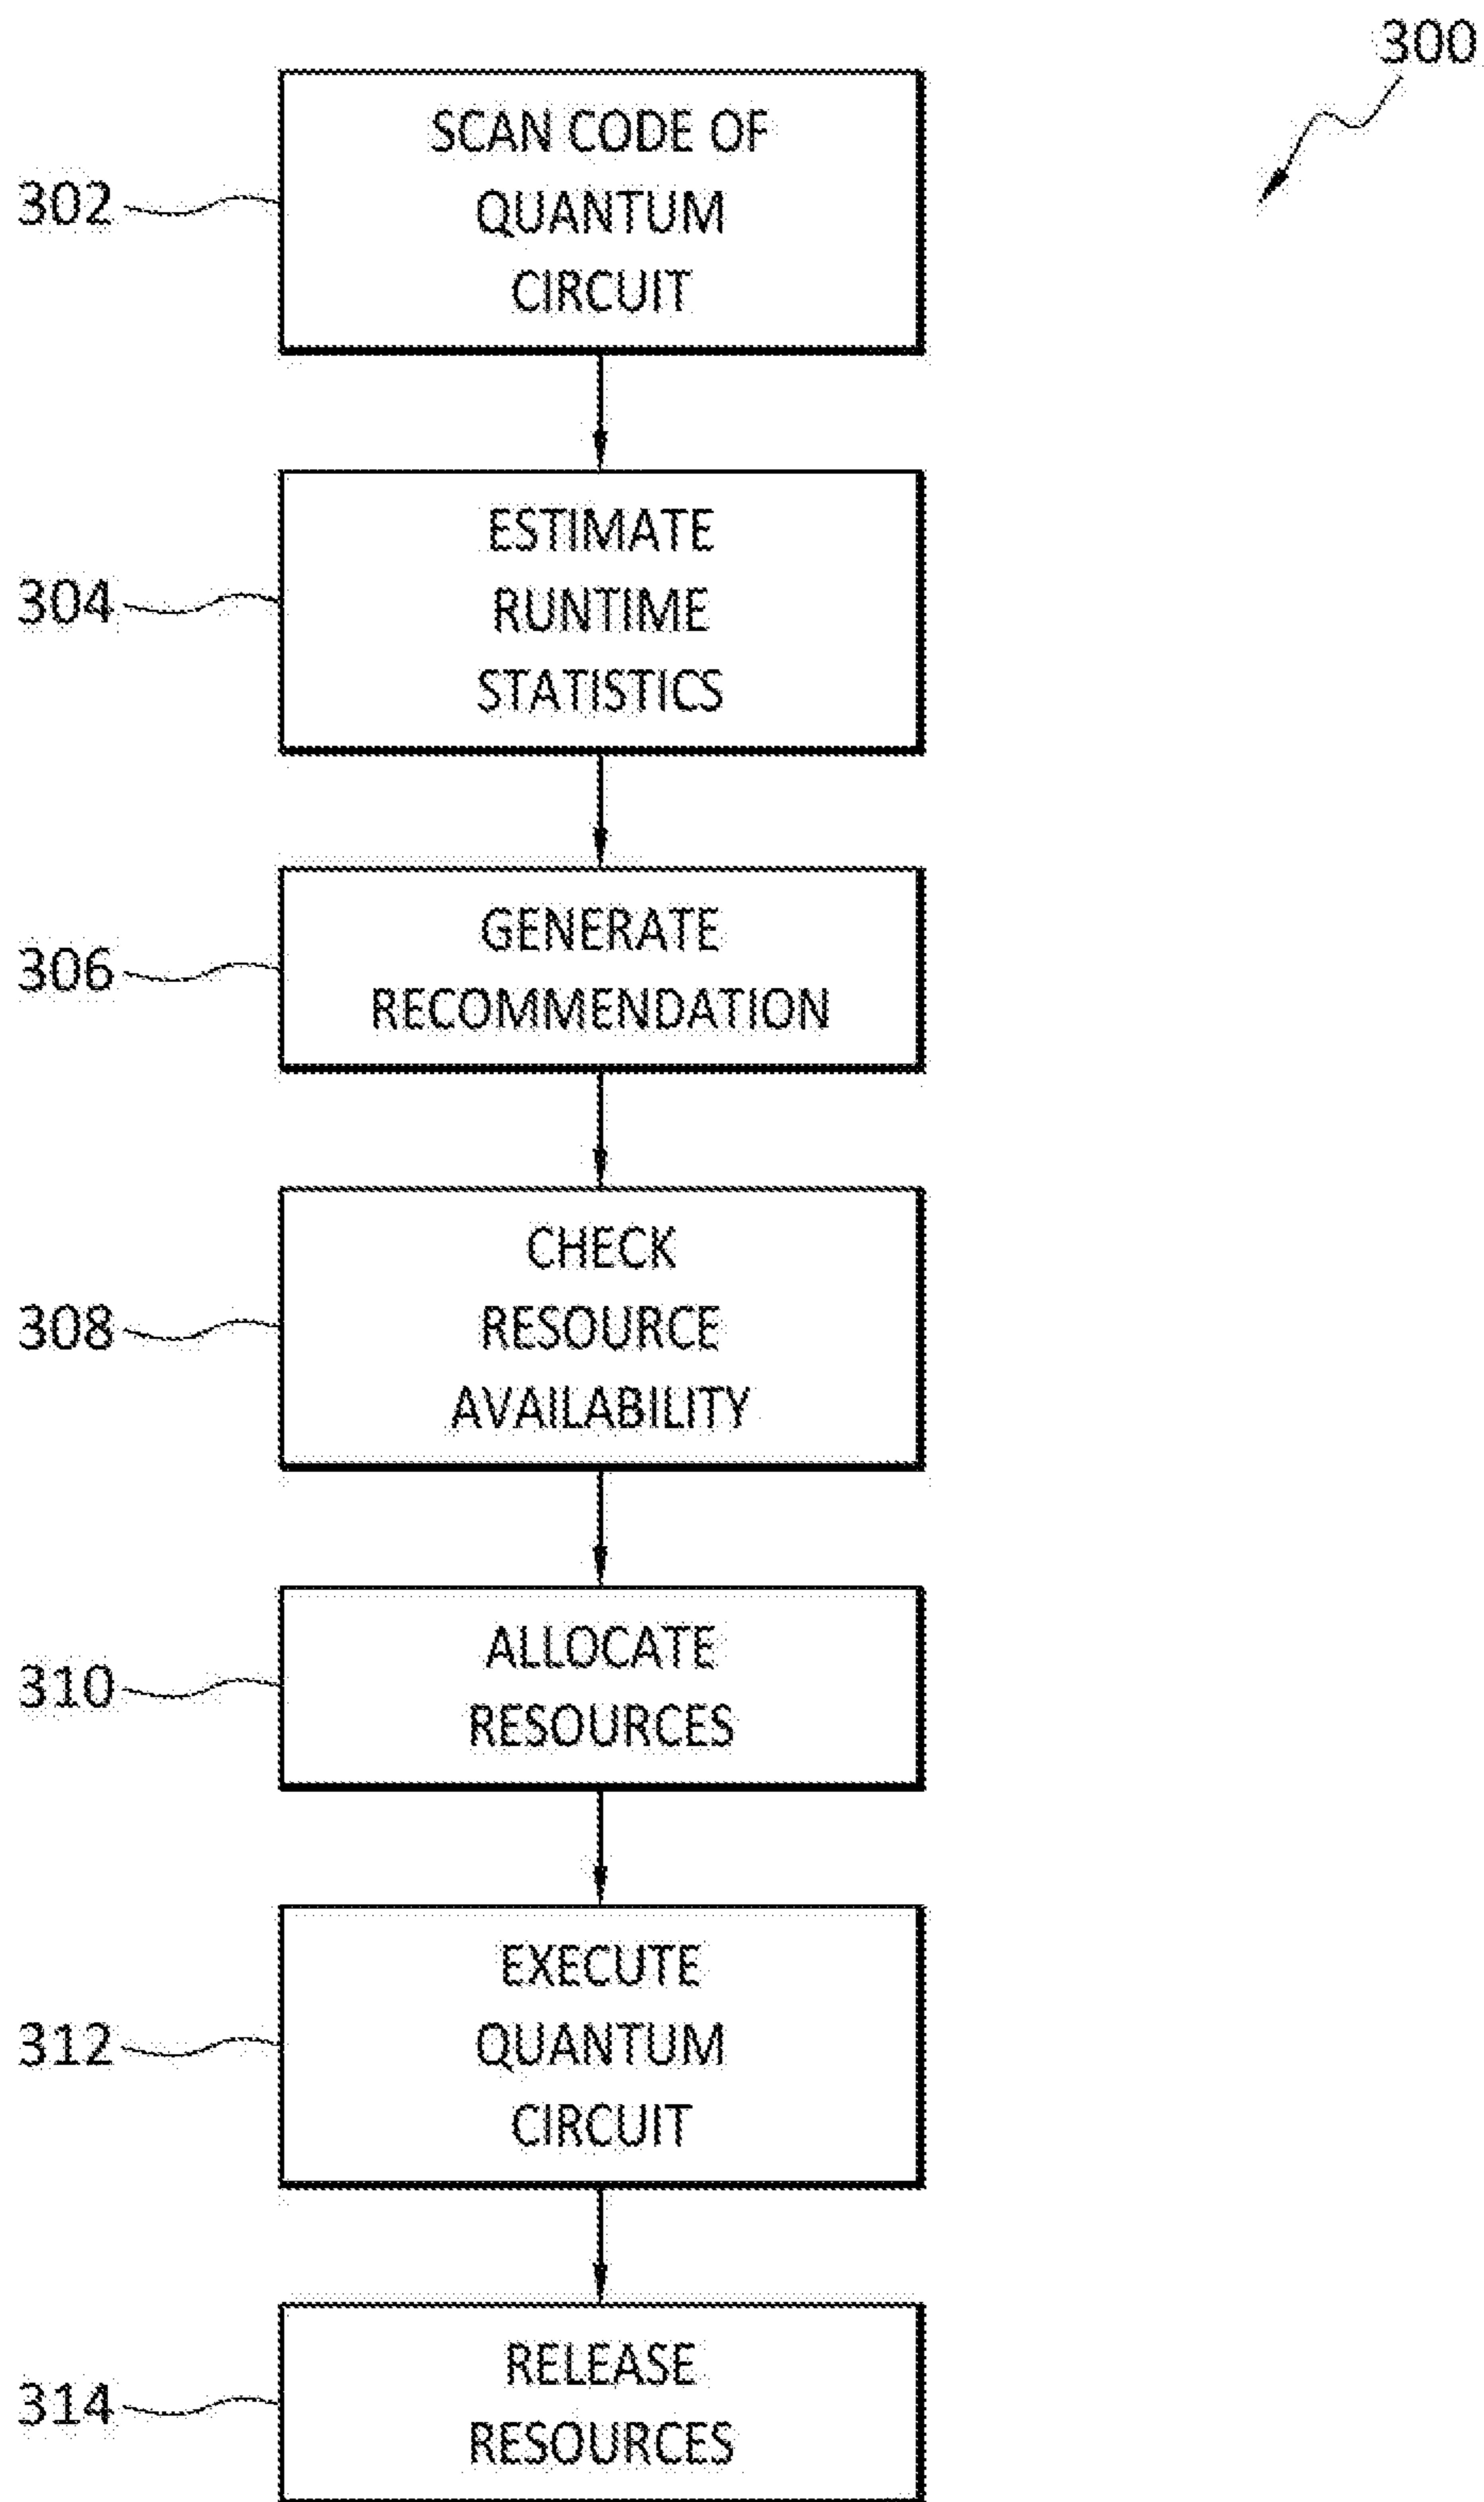 300
302
SCAN CODE OF
QUANTUM
CIRCUIT
304
ESTIMATE
RUNTIME
STATISTICS
306
GENERATE
RECOMMENDATION
308
CHECK
RESOURCE
AVAILABILITY
310
ALLOCATE
RESOURCES
312
EXECUTE
QUANTUM
CIRCUIT
314
RELEASE
RESOURCES